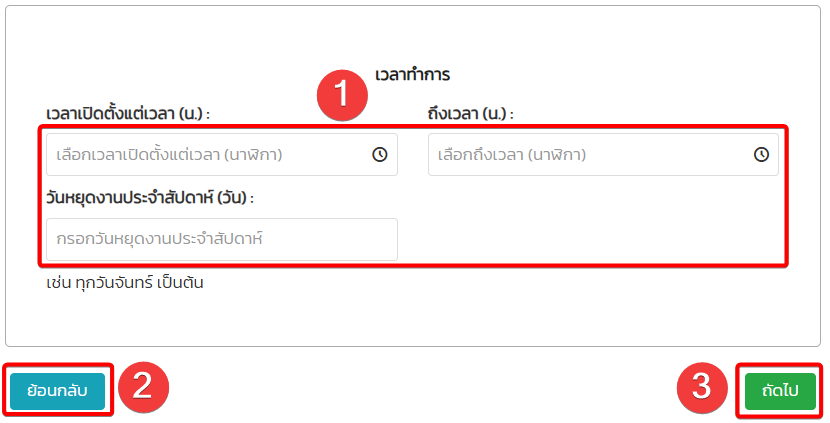 เวลาทำการ
1
เวลาเปิดตั้งแต่เวลา (น.) :
ถึงเวลา (น.) :
เลือกเวลาเปิดตั้งแต่เวลา (นาฬิกา)
เลือกถึงเวลา (นาฬิกา)
วันหยุดงานประจำสัปดาห์ (วัน) :
กรอกวันหยุดงานประจำสัปดาห์
เช่น ทุกวันจันทร์ เป็นต้น
ย้อนกลับ
2
3
ถัดไป